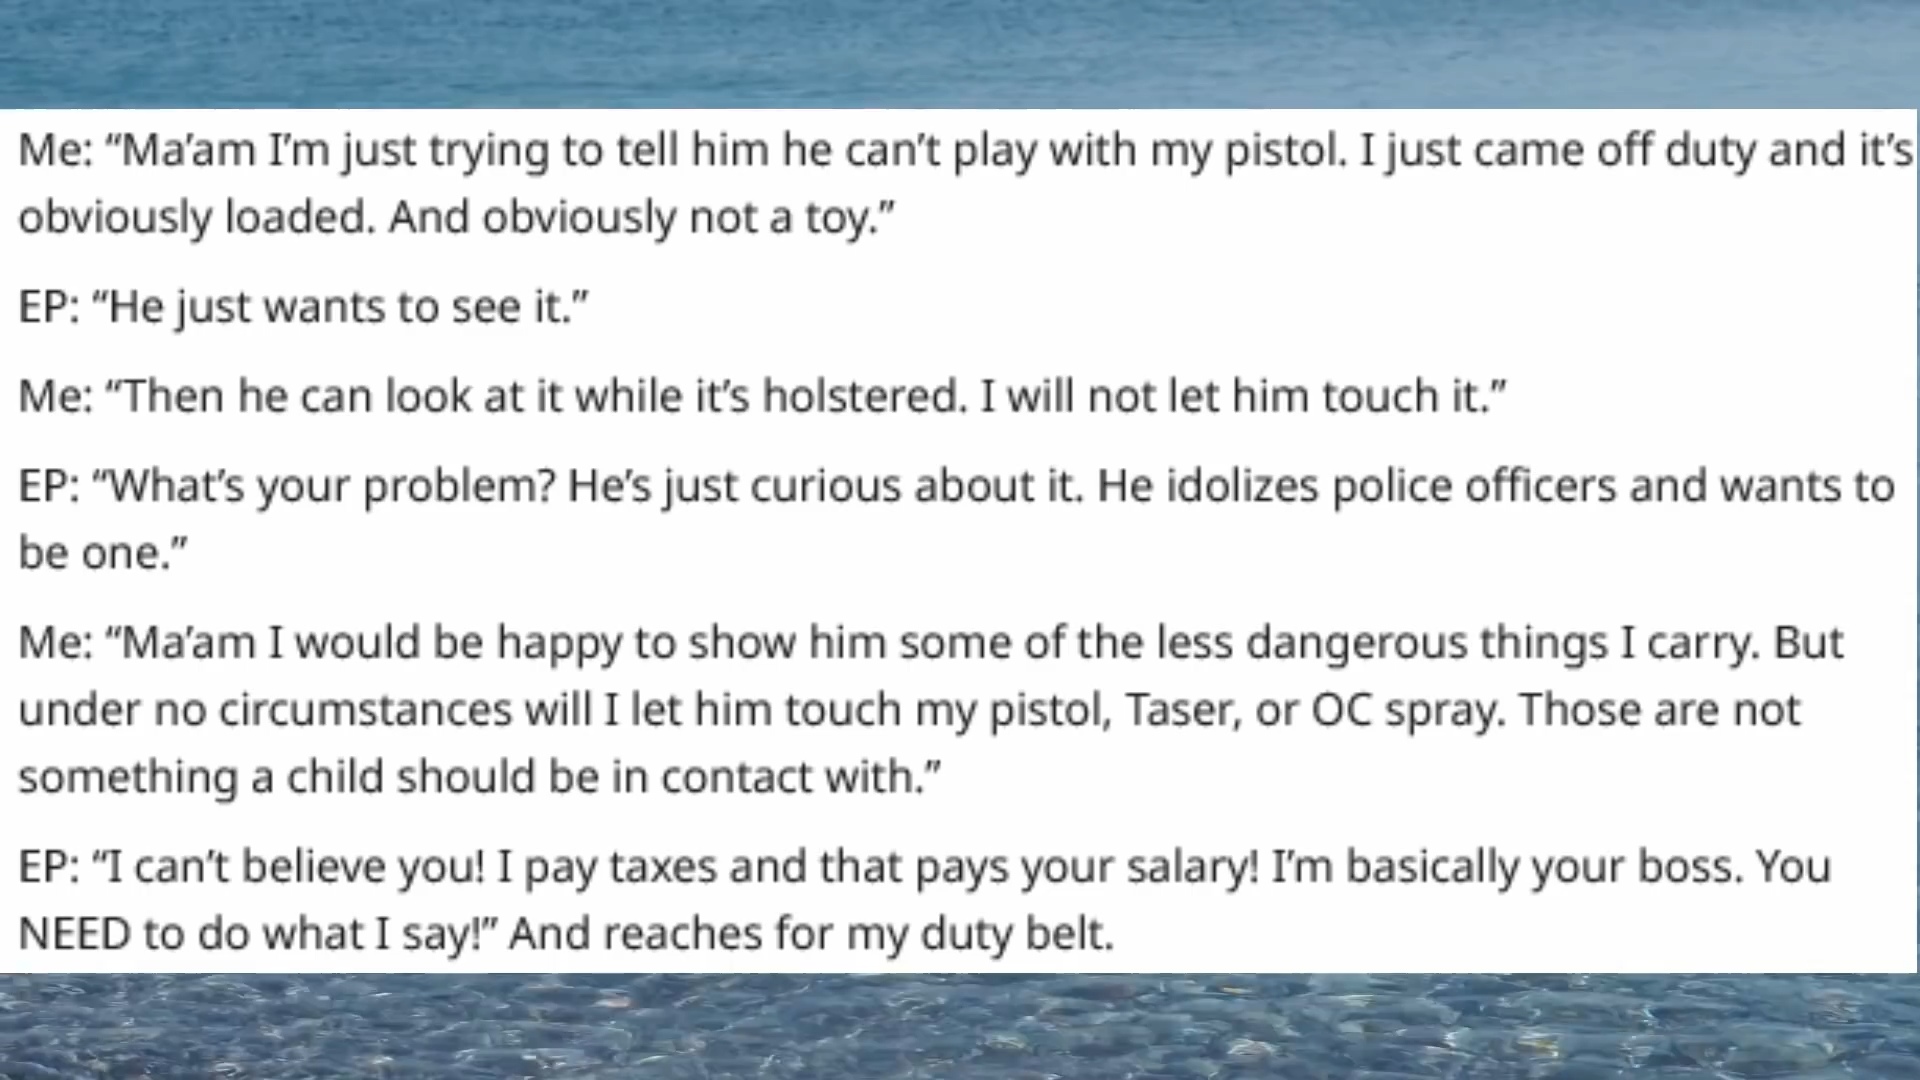 Me: “Ma’am I’m just trying to tell him he can’t play with my pistol. I just came off duty and it’s
obviously loaded. And obviously not a toy.”
EP: “He just wants to see it.”
Me: “Then he can look at it while it’s holstered. I will not let him touch it.”
EP: “What’s your problem? He’s just curious about it. He idolizes police officers and wants to
be one.”
Me: “Ma’am I would be happy to show him some of the less dangerous things I carry. But
under no circumstances will I let him touch my pistol, Taser, or OC spray. Those are not
something a child should be in contact with.”
EP: “I can’t believe you! I pay taxes and that pays your salary! I’m basically your boss. You
NEED to do what I say!” And reaches for my duty belt.